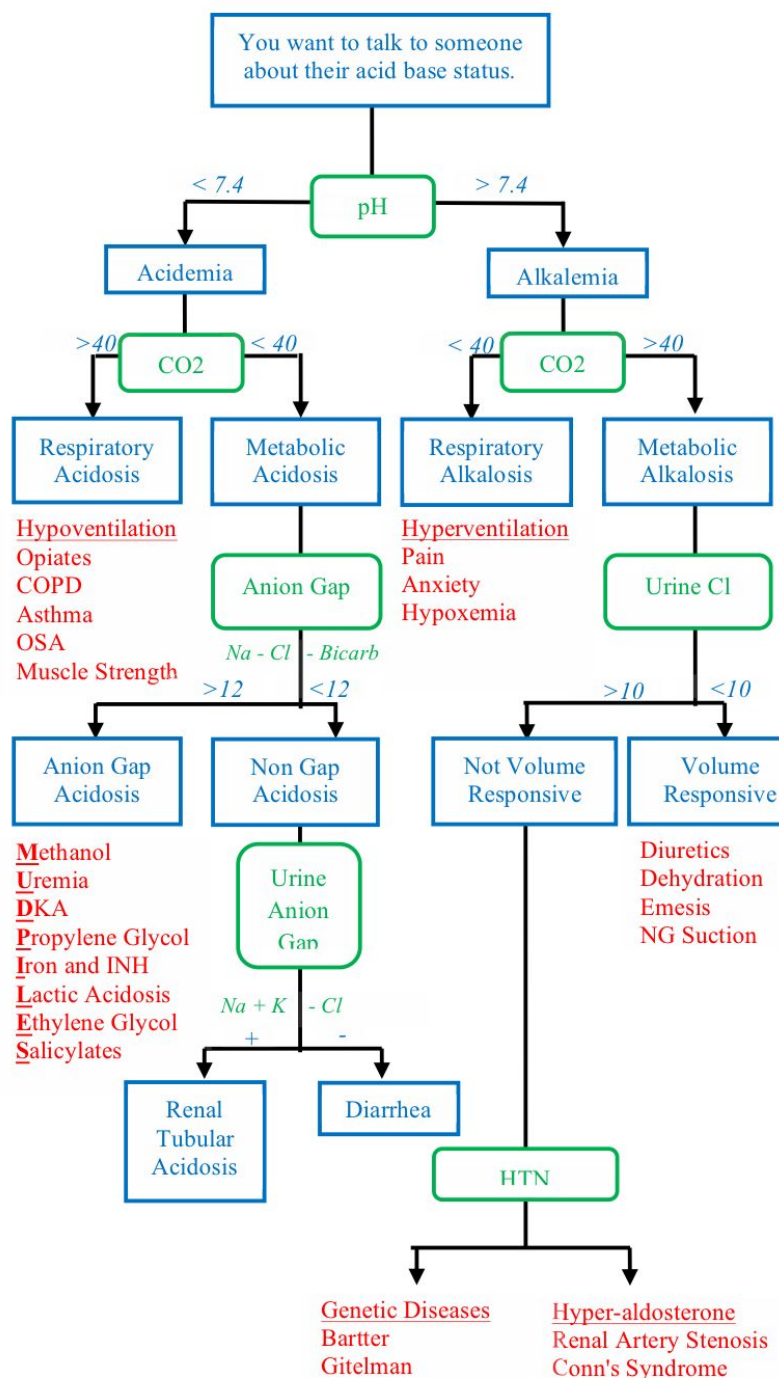 You want to talk to someone
about their acid base status.
< 7.4
> 7.4
pH
Acidemia
Alkalemia
>40
< 40
CO2
< 40
>40
CO2
Respiratory
Acidosis
Metabolic
Acidosis
Respiratory
Alkalosis
Metabolic
Alkalosis
Hypoventilation
Opiates
COPD
Asthma
OSA
Muscle Strength
Anion Gap
Na - Cl - Bicarb
Hyperventilation
Pain
Anxiety
Hypoxemia
Urine Cl
>12
<12
>10
<10
Anion Gap
Acidosis
Non Gap
Acidosis
Not Volume
Responsive
Volume
Responsive
Methanol
Uremia
DKA
Propylene Glycol
Iron and INH
Lactic Acidosis
Ethylene Glycol
Salicylates
Urine
Anion
Gap
Na + K - Cl
+
-
Diuretics
Dehydration
Emesis
NG Suction
Renal
Tubular
Acidosis
Diarrhea
HTN
Genetic Diseases
Bartter
Gitelman
Hyper-aldosterone
Renal Artery Stenosis
Conn's Syndrome